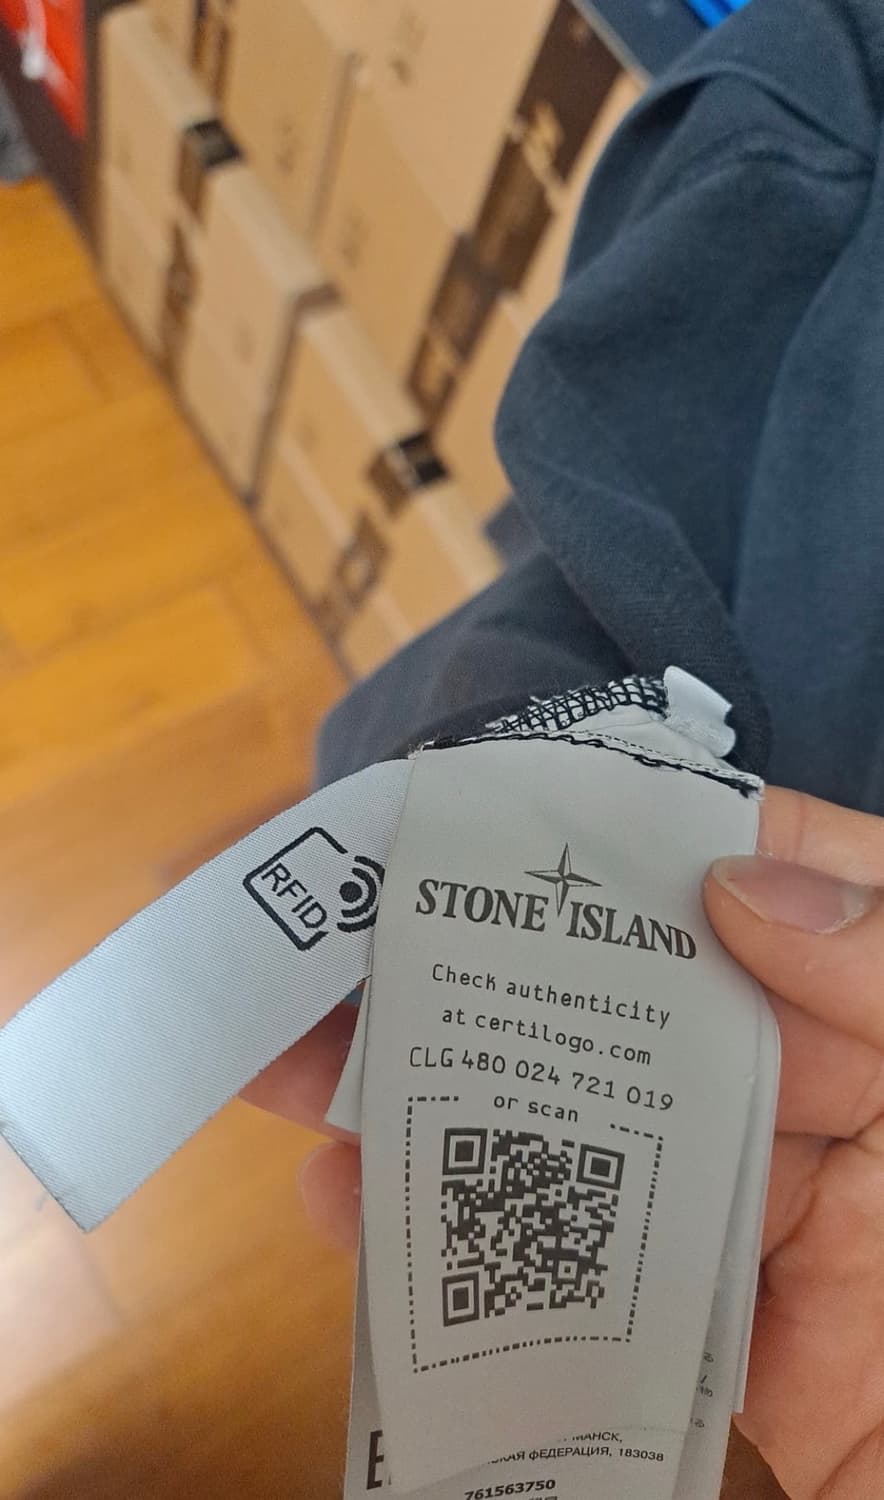 RFID
STONE ISLAND
Check authenticity
at certilogo.com
CLG 480 024 721 019
or scan
ФЕДЕРАЦИЯ, 183038
761563750